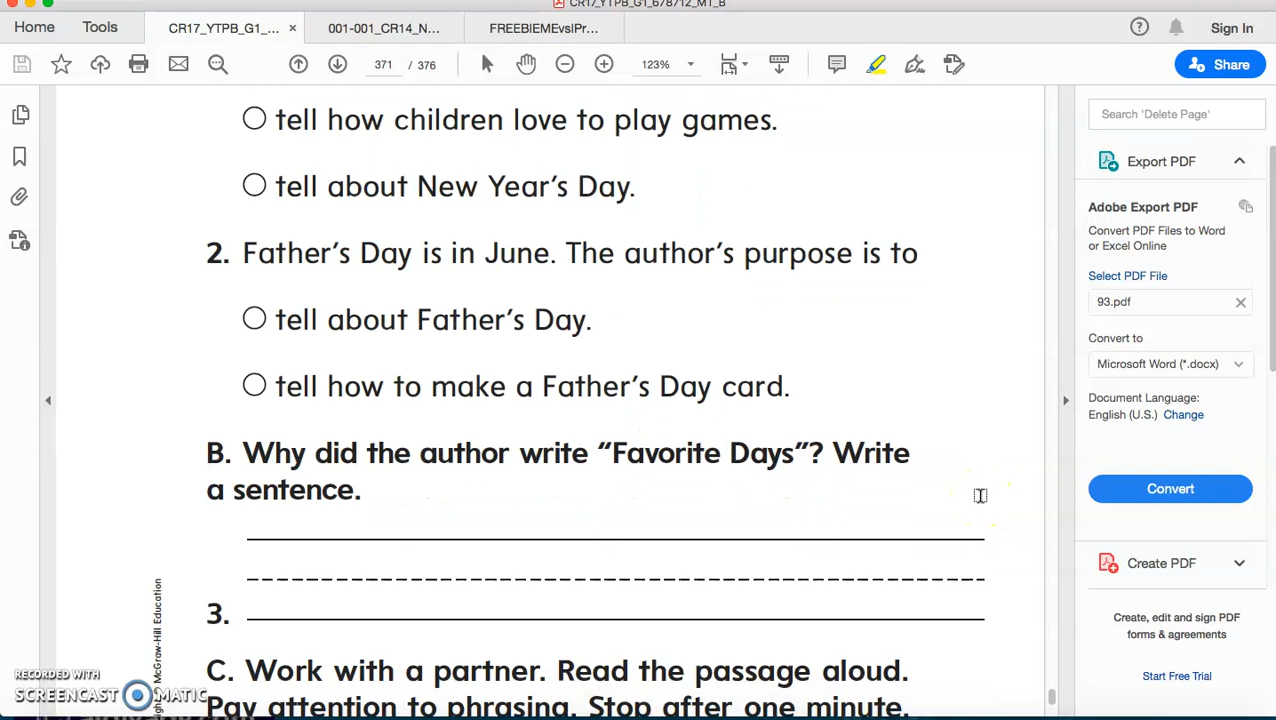 CR17_YTPB_G1_678712_MT_B
Home Tools CR17_YTPB_G1_... × 001-001_CR14_N... FREEBIEMEvsIPr... Sign In
371 / 376 123% Share
tell how children love to play games.
tell about New Year's Day.
2. Father's Day is in June. The author's purpose is to
tell about Father's Day.
tell how to make a Father's Day card.
B. Why did the author write “Favorite Days”? Write
a sentence.
3.
C. Work with a partner. Read the passage aloud.
Pay attention to phrasing. Stop after one minute.
McGraw-Hill Education
RECORDED WITH
SCREENCAST MATIC
Search 'Delete Page'
Export PDF
Adobe Export PDF
Convert PDF Files to Word
or Excel Online
Select PDF File
93.pdf
Convert to
Microsoft Word (*.docx)
Document Language:
English (U.S.) Change
Convert
Create PDF
Create, edit and sign PDF
forms & agreements
Start Free Trial